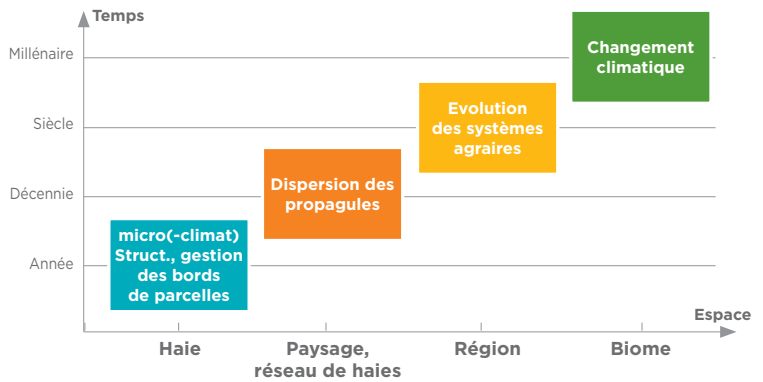 Temps
Millénaire
Changement
climatique
Siècle
Evolution
des systèmes
agraires
Décennie
Dispersion des
propagules
Année
micro(-climat)
Struct., gestion
des bords
de parcelles
Espace
Haie
Paysage,
réseau de haies
Région
Biome